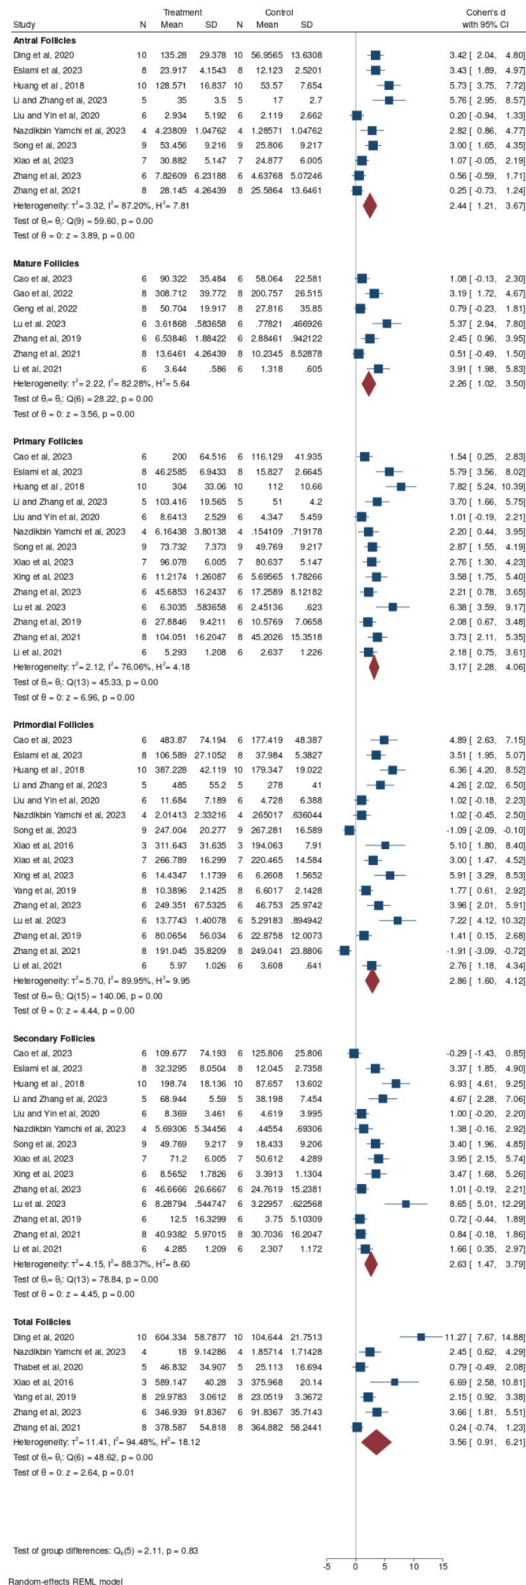 Treatment Control Cohen's d
N Mean SD N Mean SD with 95% CI
Antral Follicles
Ding et al, 2020 10 135.28 29.378 10 56.9565 13.6308 3.42 [ 2.04, 4.80]
Eslami et al, 2023 8 23.917 4.1543 8 12.123 2.5201 3.43 [ 1.89, 4.97]
Huang et al , 2018 10 128.571 16.837 10 53.57 7.654 5.73 [ 3.75, 7.72]
Li and Zhang et al, 2023 5 35 3.5 5 17 2.7 5.76 [ 2.95, 8.57]
Liu and Yin et al, 2020 6 2.934 5.192 6 2.119 2.662 0.20 [ -0.94, 1.33]
Nazdikbin Yamchi et al, 2023 4 4.23809 1.04762 4 1.28571 1.04762 2.82 [ 0.86, 4.77]
Song et al, 2023 9 53.456 9.216 9 25.806 9.217 3.00 [ 1.65, 4.35]
Xiao et al, 2023 7 30.882 5.147 7 24.877 6.005 1.07 [ -0.05, 2.19]
Zhang et al, 2023 6 7.82609 6.23188 6 4.63768 5.07246 0.56 [ -0.59, 1.71]
Zhang et al, 2021 8 28.145 4.26439 8 25.5864 13.6461 0.25 [ -0.73, 1.24]
Heterogeneity: τ² = 3.32, I² = 87.20%, H² = 7.81 2.44 [ 1.21, 3.67]
Test of θᵢ = θⱼ: Q(9) = 59.60, p = 0.00
Test of θ = 0: z = 3.89, p = 0.00
Mature Follicles
Cao et al, 2023 6 90.322 35.484 6 58.064 22.581 1.08 [ -0.13, 2.30]
Gao et al, 2022 8 308.712 39.772 8 200.757 26.515 3.19 [ 1.72, 4.67]
Geng et al, 2022 8 50.704 19.917 8 27.816 35.85 0.79 [ -0.23, 1.81]
Lu et al. 2023 6 3.61868 .583658 6 .77821 .466926 5.37 [ 2.94, 7.80]
Zhang et al, 2019 6 6.53846 1.88422 6 2.88461 .942122 2.45 [ 0.96, 3.95]
Zhang et al, 2021 8 13.6461 4.26439 8 10.2345 8.52878 0.51 [ -0.49, 1.50]
Li et al, 2021 6 3.644 .586 6 1.318 .605 3.91 [ 1.98, 5.83]
Heterogeneity: τ² = 2.22, I² = 82.28%, H² = 5.64 2.26 [ 1.02, 3.50]
Test of θᵢ = θⱼ: Q(6) = 28.22, p = 0.00
Test of θ = 0: z = 3.56, p = 0.00
Primary Follicles
Cao et al, 2023 6 200 64.516 6 116.129 41.935 1.54 [ 0.25, 2.83]
Eslami et al, 2023 8 46.2585 6.9433 8 15.827 2.6645 5.79 [ 3.56, 8.02]
Huang et al , 2018 10 304 33.06 10 112 10.66 7.82 [ 5.24, 10.39]
Li and Zhang et al, 2023 5 103.416 19.565 5 51 4.2 3.70 [ 1.66, 5.75]
Liu and Yin et al, 2020 6 8.6413 2.529 6 4.347 5.459 1.01 [ -0.19, 2.21]
Nazdikbin Yamchi et al, 2023 4 6.16438 3.80138 4 .154109 .719178 2.20 [ 0.44, 3.95]
Song et al, 2023 9 73.732 7.373 9 49.769 9.217 2.87 [ 1.55, 4.19]
Xiao et al, 2023 7 96.078 6.005 7 80.637 5.147 2.76 [ 1.30, 4.23]
Xing et al, 2023 6 11.2174 1.26087 6 5.69565 1.78266 3.58 [ 1.75, 5.40]
Zhang et al, 2023 6 45.6853 16.2437 6 17.2589 8.12182 2.21 [ 0.78, 3.65]
Lu et al. 2023 6 6.3035 .583658 6 2.45136 .623 6.38 [ 3.59, 9.17]
Zhang et al, 2019 6 27.8846 9.4211 6 10.5769 7.0658 2.08 [ 0.67, 3.48]
Zhang et al, 2021 8 104.051 16.2047 8 45.2026 15.3518 3.73 [ 2.11, 5.35]
Li et al, 2021 6 5.293 1.208 6 2.637 1.226 2.18 [ 0.75, 3.61]
Heterogeneity: τ² = 2.12, I² = 76.06%, H² = 4.18 3.17 [ 2.28, 4.06]
Test of θᵢ = θⱼ: Q(13) = 45.33, p = 0.00
Test of θ = 0: z = 6.96, p = 0.00
Primordial Follicles
Cao et al, 2023 6 483.87 74.194 6 177.419 48.387 4.89 [ 2.63, 7.15]
Eslami et al, 2023 8 106.589 27.1052 8 37.984 5.3827 3.51 [ 1.95, 5.07]
Huang et al , 2018 10 387.228 42.119 10 179.347 19.022 6.36 [ 4.20, 8.52]
Li and Zhang et al, 2023 5 485 55.2 5 278 41 4.26 [ 2.02, 6.50]
Liu and Yin et al, 2020 6 11.684 7.189 6 4.728 6.388 1.02 [ -0.18, 2.23]
Nazdikbin Yamchi et al, 2023 4 2.01413 2.33216 4 .265017 .636044 1.02 [ -0.45, 2.50]
Song et al, 2023 9 247.004 20.277 9 267.281 16.589 -1.09 [ -2.09, -0.10]
Xiao et al, 2016 3 311.643 31.635 3 194.063 7.91 5.10 [ 1.80, 8.40]
Xiao et al, 2023 7 266.789 16.299 7 220.465 14.584 3.00 [ 1.47, 4.52]
Xing et al, 2023 6 14.4347 1.1739 6 6.2608 1.5652 5.91 [ 3.29, 8.53]
Yang et al, 2019 8 10.3896 2.1425 8 6.6017 2.1428 1.77 [ 0.61, 2.92]
Zhang et al, 2023 6 249.351 67.5325 6 46.753 25.9742 3.96 [ 2.01, 5.91]
Lu et al. 2023 6 13.7743 1.40078 6 5.29183 .894942 7.22 [ 4.12, 10.32]
Zhang et al, 2019 6 80.0654 56.034 6 22.8758 12.0073 1.41 [ 0.15, 2.68]
Zhang et al, 2021 8 191.045 35.8209 8 249.041 23.8806 -1.91 [ -3.09, -0.72]
Li et al, 2021 6 5.97 1.026 6 3.608 .641 2.76 [ 1.18, 4.34]
Heterogeneity: τ² = 5.70, I² = 89.95%, H² = 9.95 2.86 [ 1.60, 4.12]
Test of θᵢ = θⱼ: Q(15) = 140.06, p = 0.00
Test of θ = 0: z = 4.44, p = 0.00
Secondary Follicles
Cao et al, 2023 6 109.677 74.193 6 125.806 25.806 -0.29 [ -1.43, 0.85]
Eslami et al, 2023 8 32.3295 8.0504 8 12.045 2.7358 3.37 [ 1.85, 4.90]
Huang et al , 2018 10 198.74 18.136 10 87.657 13.602 6.93 [ 4.61, 9.25]
Li and Zhang et al, 2023 5 68.944 5.59 5 38.198 7.454 4.67 [ 2.28, 7.06]
Liu and Yin et al, 2020 6 8.369 3.461 6 4.619 3.995 1.00 [ -0.20, 2.20]
Nazdikbin Yamchi et al, 2023 4 5.69306 5.34456 4 .44554 .69306 1.38 [ -0.16, 2.92]
Song et al, 2023 9 49.769 9.217 9 18.433 9.206 3.40 [ 1.96, 4.85]
Xiao et al, 2023 7 71.2 6.005 7 50.612 4.289 3.95 [ 2.15, 5.74]
Xing et al, 2023 6 8.5652 1.7826 6 3.3913 1.1304 3.47 [ 1.68, 5.26]
Zhang et al, 2023 6 46.6666 26.6667 6 24.7619 15.2381 1.01 [ -0.19, 2.21]
Lu et al. 2023 6 8.28794 .544747 6 3.22957 .622568 8.65 [ 5.01, 12.29]
Zhang et al, 2019 6 12.5 16.3299 6 3.75 5.10309 0.72 [ -0.44, 1.89]
Zhang et al, 2021 8 40.9382 5.97015 8 30.7036 16.2047 0.84 [ -0.18, 1.86]
Li et al, 2021 6 4.285 1.209 6 2.307 1.172 1.66 [ 0.35, 2.97]
Heterogeneity: τ² = 4.15, I² = 88.37%, H² = 8.60 2.63 [ 1.47, 3.79]
Test of θᵢ = θⱼ: Q(13) = 78.84, p = 0.00
Test of θ = 0: z = 4.45, p = 0.00
Total Follicles
Ding et al, 2020 10 604.334 58.7877 10 104.644 21.7513 11.27 [ 7.67, 14.88]
Nazdikbin Yamchi et al, 2023 4 18 9.14286 4 1.85714 1.71428 2.45 [ 0.62, 4.29]
Thabet et al, 2020 5 46.832 34.907 5 25.113 16.694 0.79 [ -0.49, 2.08]
Xiao et al, 2016 3 589.147 40.28 3 375.968 20.14 6.69 [ 2.58, 10.81]
Yang et al, 2019 8 29.9783 3.0612 8 23.0519 3.3672 2.15 [ 0.92, 3.38]
Zhang et al, 2023 6 346.939 91.8367 6 91.8367 35.7143 3.66 [ 1.81, 5.51]
Zhang et al, 2021 8 378.587 54.818 8 364.882 58.2441 0.24 [ -0.74, 1.23]
Heterogeneity: τ² = 11.41, I² = 94.48%, H² = 18.12 3.56 [ 0.91, 6.21]
Test of θᵢ = θⱼ: Q(6) = 48.62, p = 0.00
Test of θ = 0: z = 2.64, p = 0.01
Test of group differences: Q_b(5) = 2.11, p = 0.83
-5 0 5 10 15
Random-effects REML model